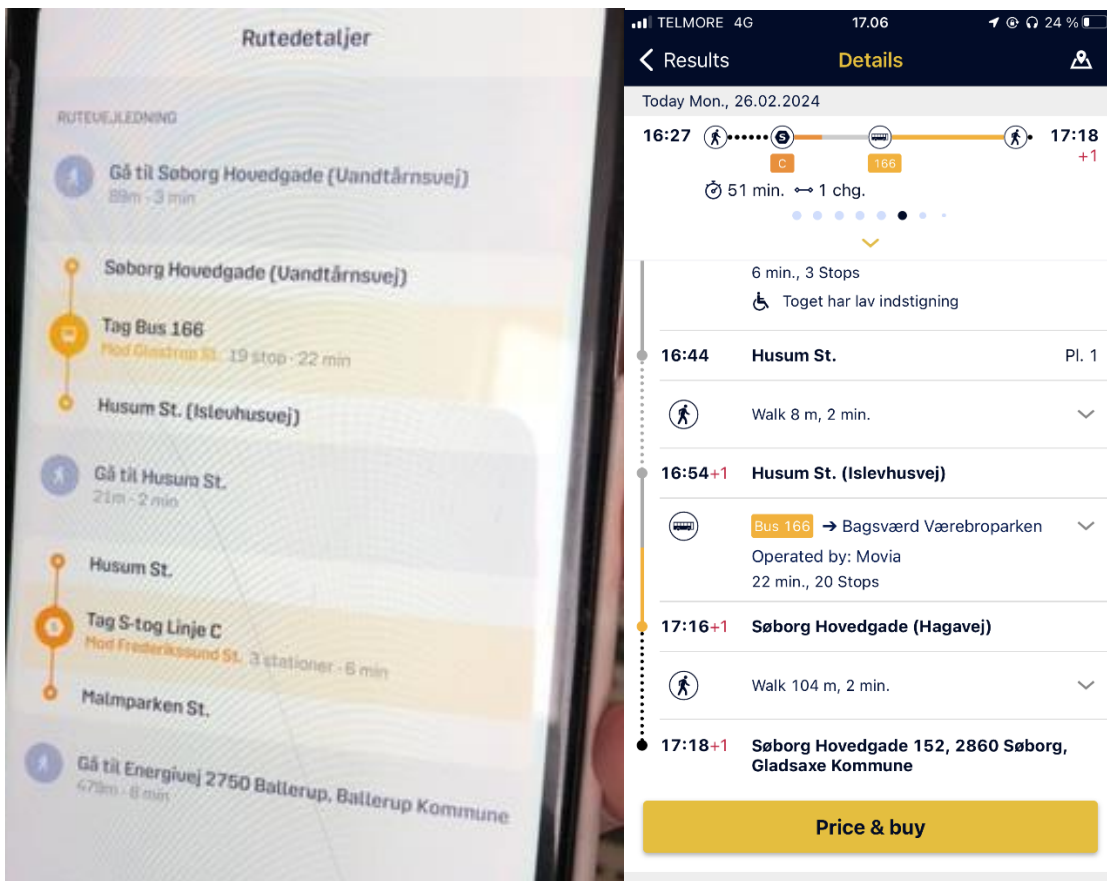 Rutedetaljer
RUTEVEJLEDNING
Gå til Søborg Hovedgade (Vandtårnsvej)
89m - 3 min
Søborg Hovedgade (Vandtårnsvej)
Tag Bus 166
Mod Glostrup St. 19 stop - 22 min
Husum St. (Islevhusvej)
Gå til Husum St.
21m - 2 min
Husum St.
Tag S-tog Linje C
Mod Frederikssund St. 3 stationer - 6 min
Malmparken St.
Gå til Energivej 2750 Ballerup, Ballerup Kommune
479m - 8 min
TELMORE 4G 17.06 24 %
Results Details
Today Mon., 26.02.2024
16:27 S 17:18
+1
C 166
51 min. 1 chg.
6 min., 3 Stops
Toget har lav indstigning
16:44 Husum St. Pl. 1
Walk 8 m, 2 min.
16:54+1 Husum St. (Islevhusvej)
Bus 166 → Bagsværd Værebroparken
Operated by: Movia
22 min., 20 Stops
17:16+1 Søborg Hovedgade (Hagavej)
Walk 104 m, 2 min.
17:18+1 Søborg Hovedgade 152, 2860 Søborg,
Gladsaxe Kommune
Price & buy